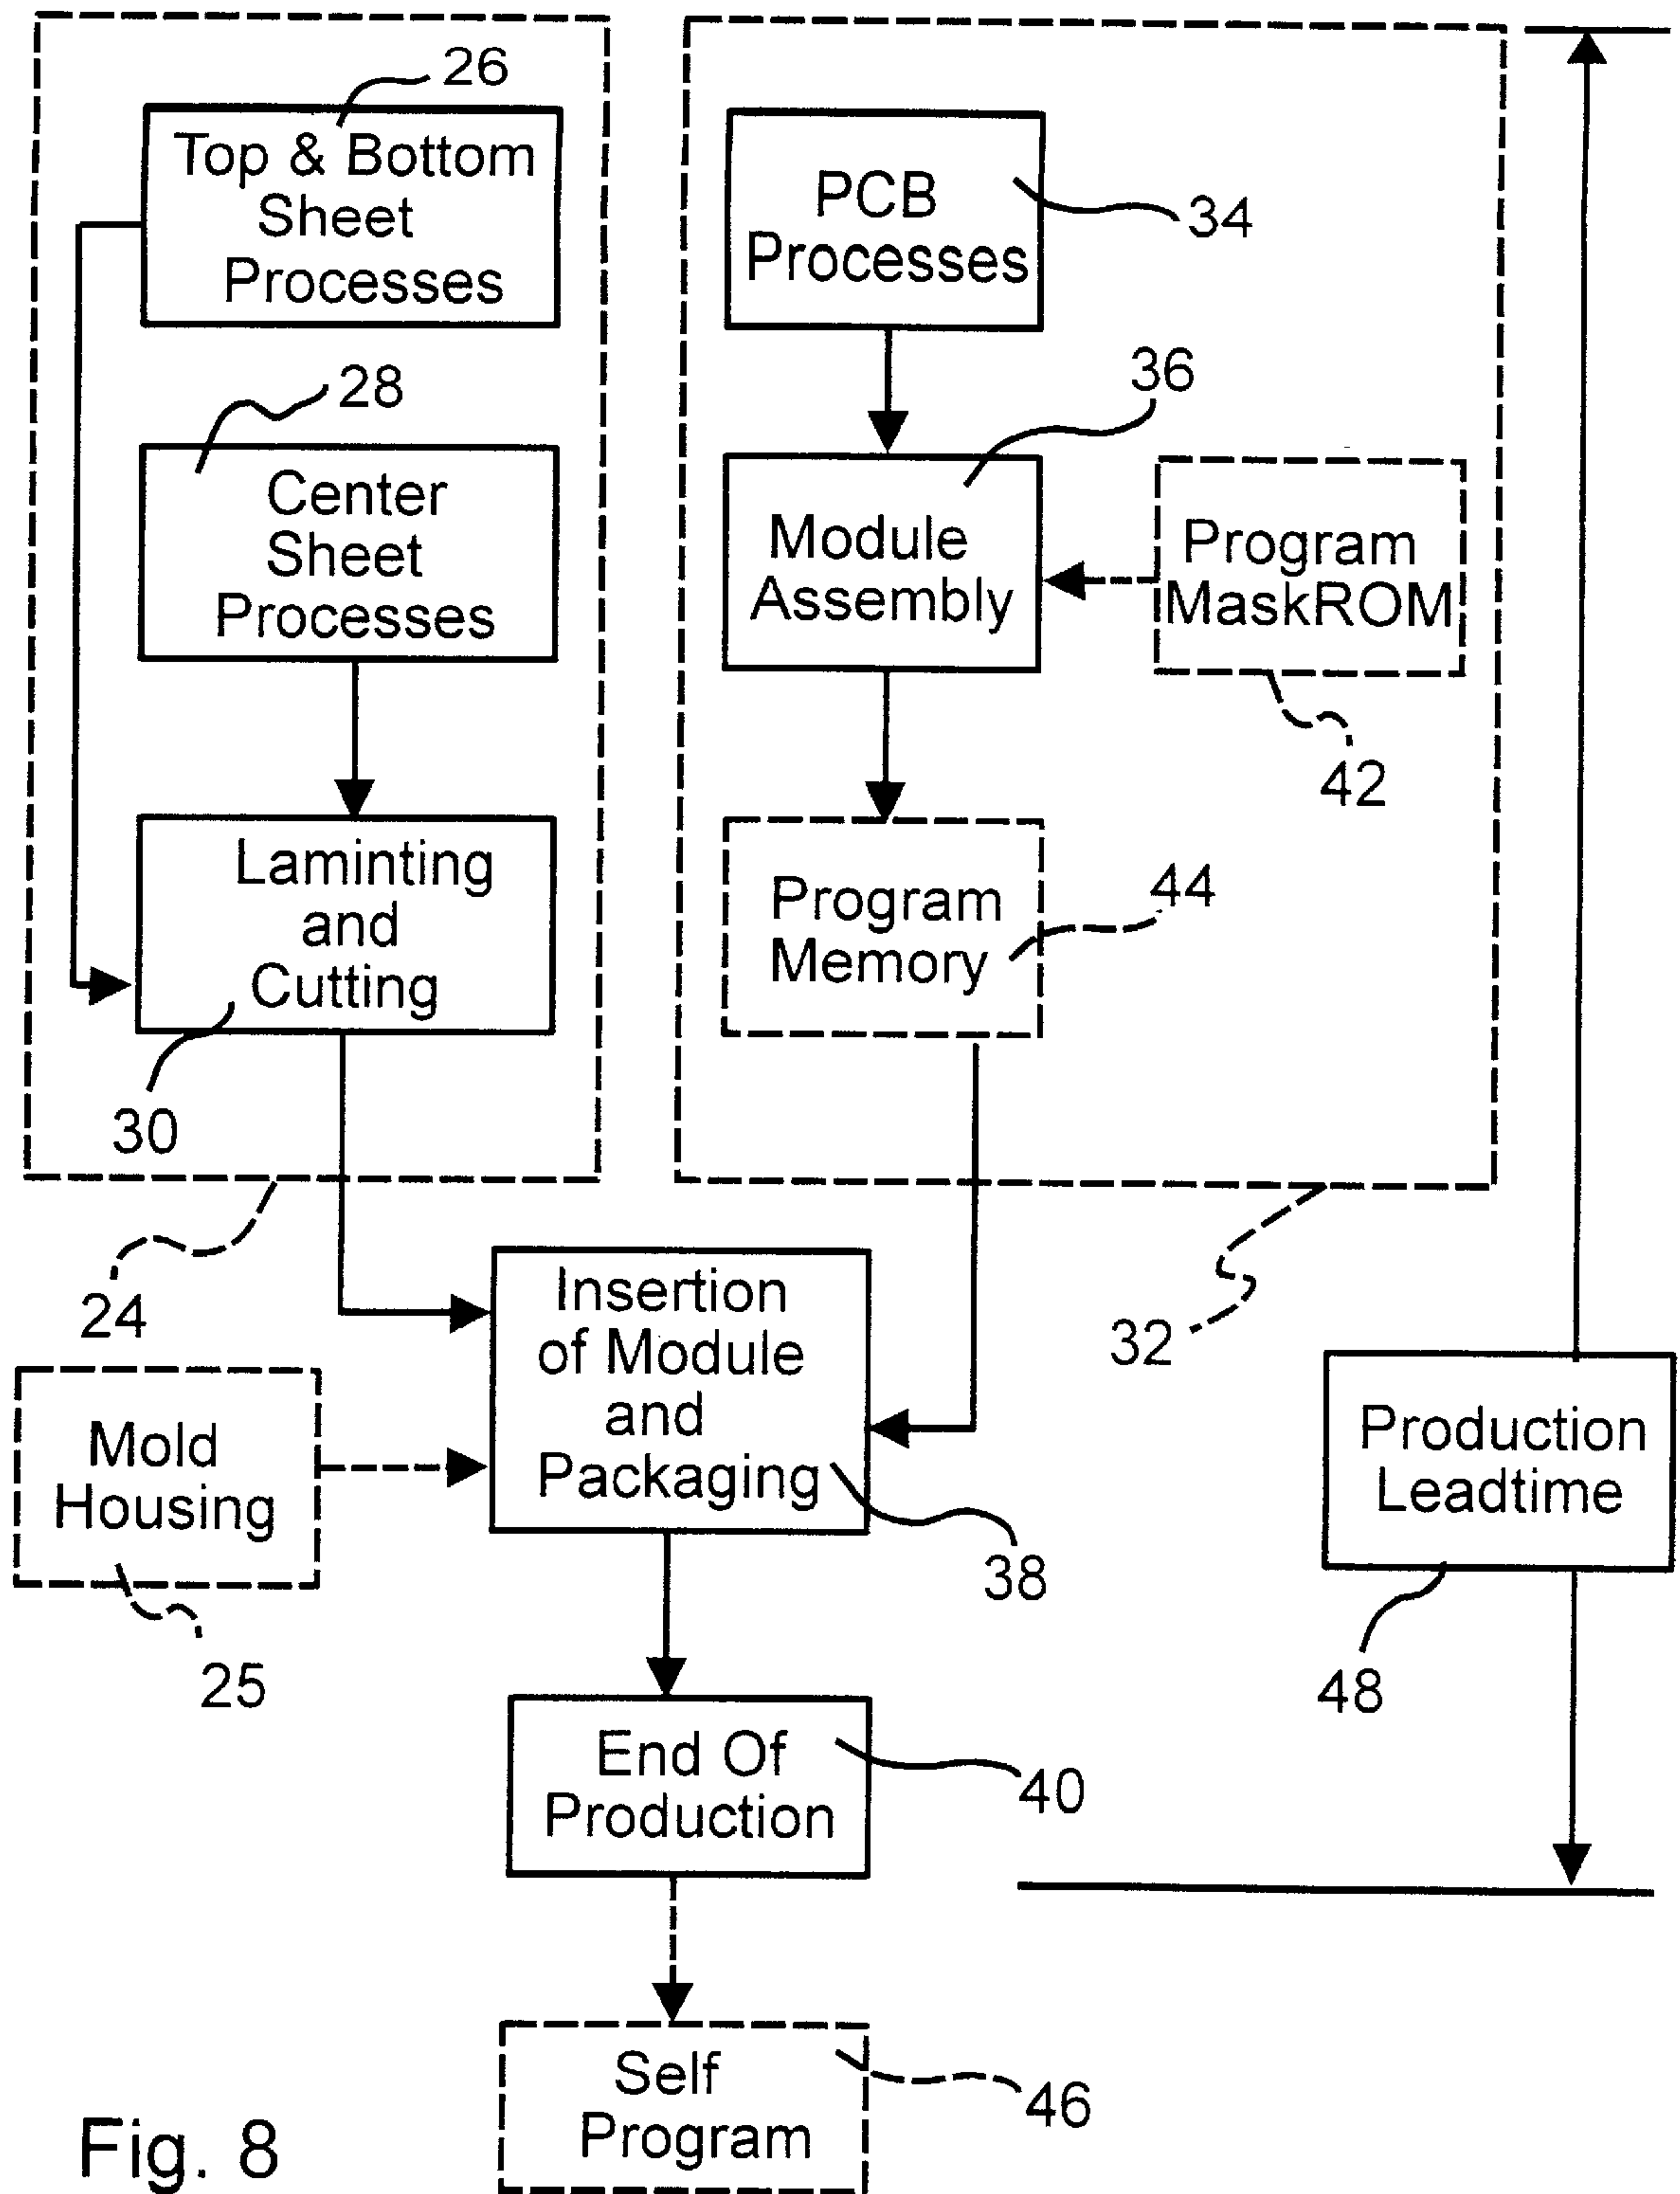 26
Top & Bottom
Sheet
Processes
28
Center
Sheet
Processes
Laminting
and
Cutting
30
24
PCB
Processes
34
36
Module
Assembly
Program
MaskROM
42
Program
Memory
44
32
Insertion
of Module
and
Packaging
38
Mold
Housing
25
Production
Leadtime
48
End Of
Production
40
Self
Program
46
Fig. 8